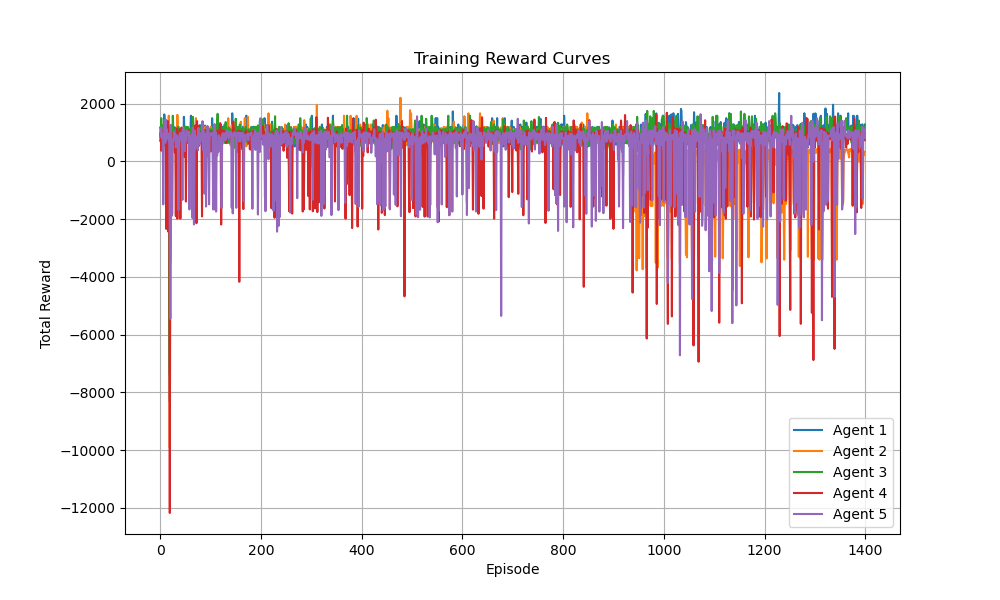 Training Reward Curves
Total Reward
2000
0
−2000
−4000
−6000
−8000
−10000
−12000
0 200 400 600 800 1000 1200 1400
Episode
Agent 1
Agent 2
Agent 3
Agent 4
Agent 5